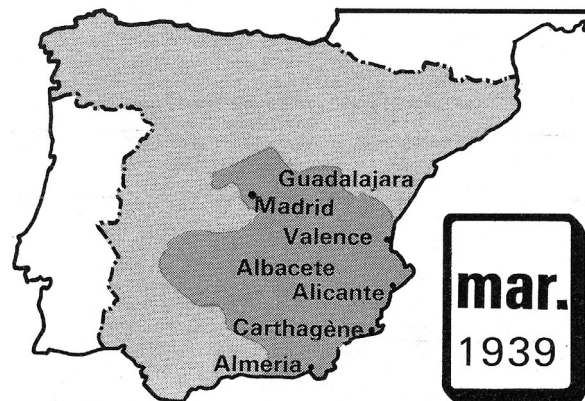 Guadalajara
Madrid
Valence
Albacete
Alicante
Carthagène
Almeria
mar.
1939